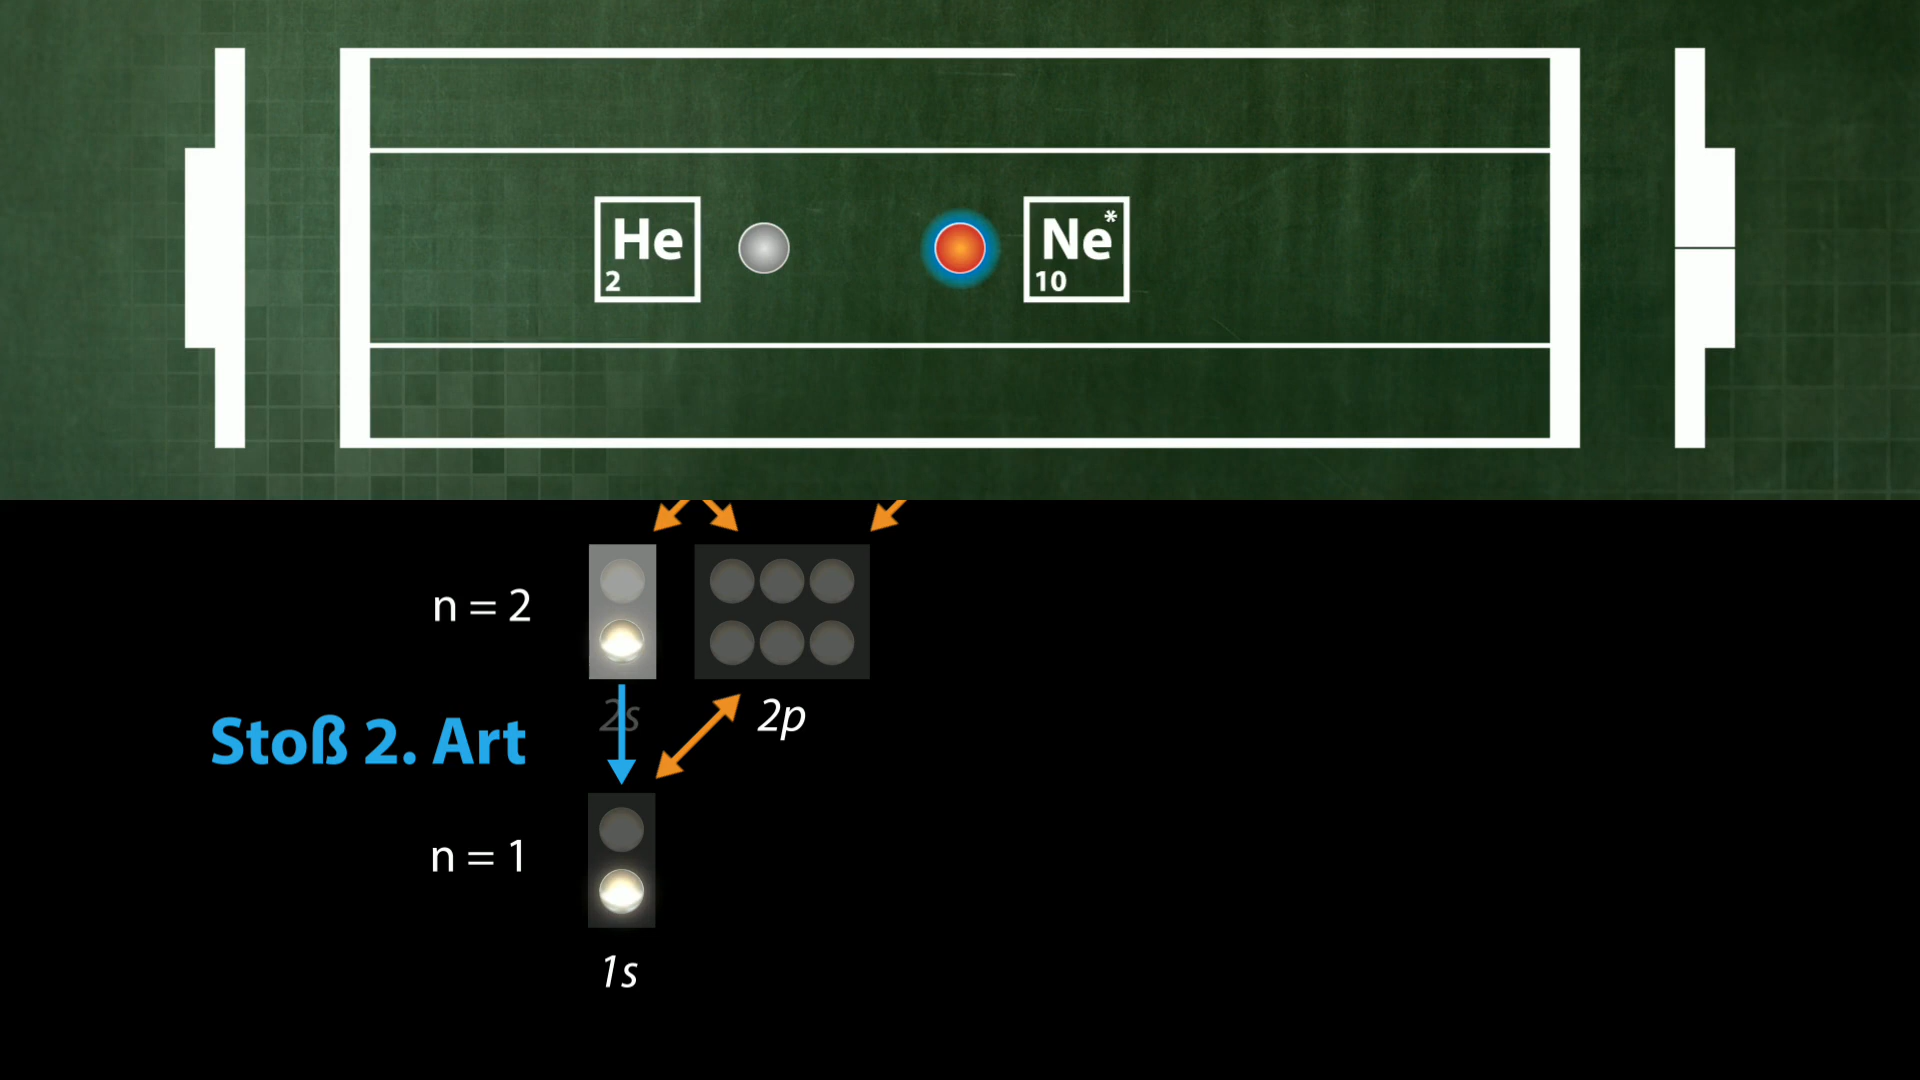 He
2
Ne*
10
n = 2
2s
2p
Stoß 2. Art
n = 1
1s